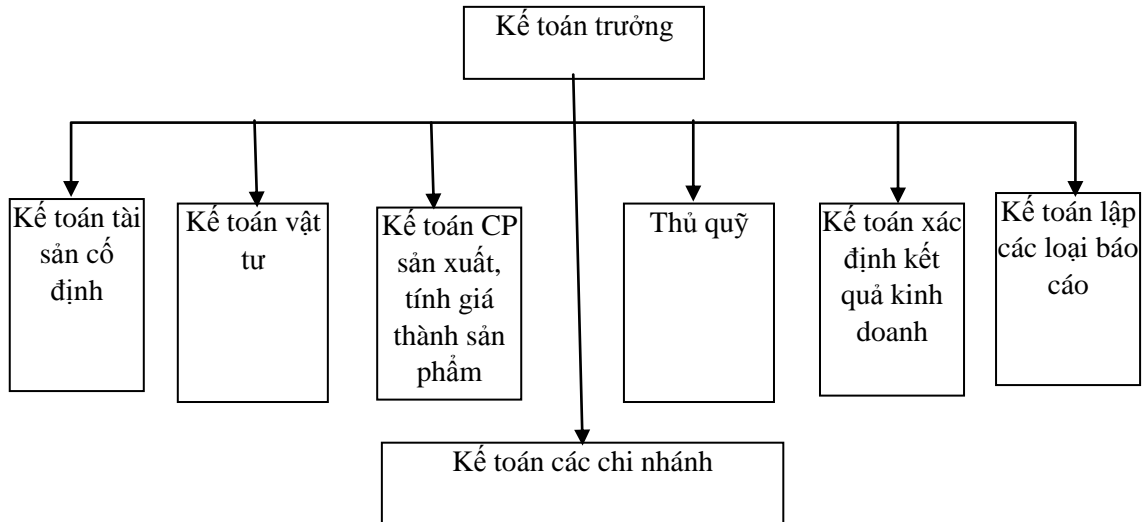 Kế toán trưởng
Kế toán tài
sản cố
định
Kế toán vật
tư
Kế toán CP
sản xuất,
tính giá
thành sản
phẩm
Thủ quỹ
Kế toán xác
định kết
quả kinh
doanh
Kế toán lập
các loại báo
cáo
Kế toán các chi nhánh